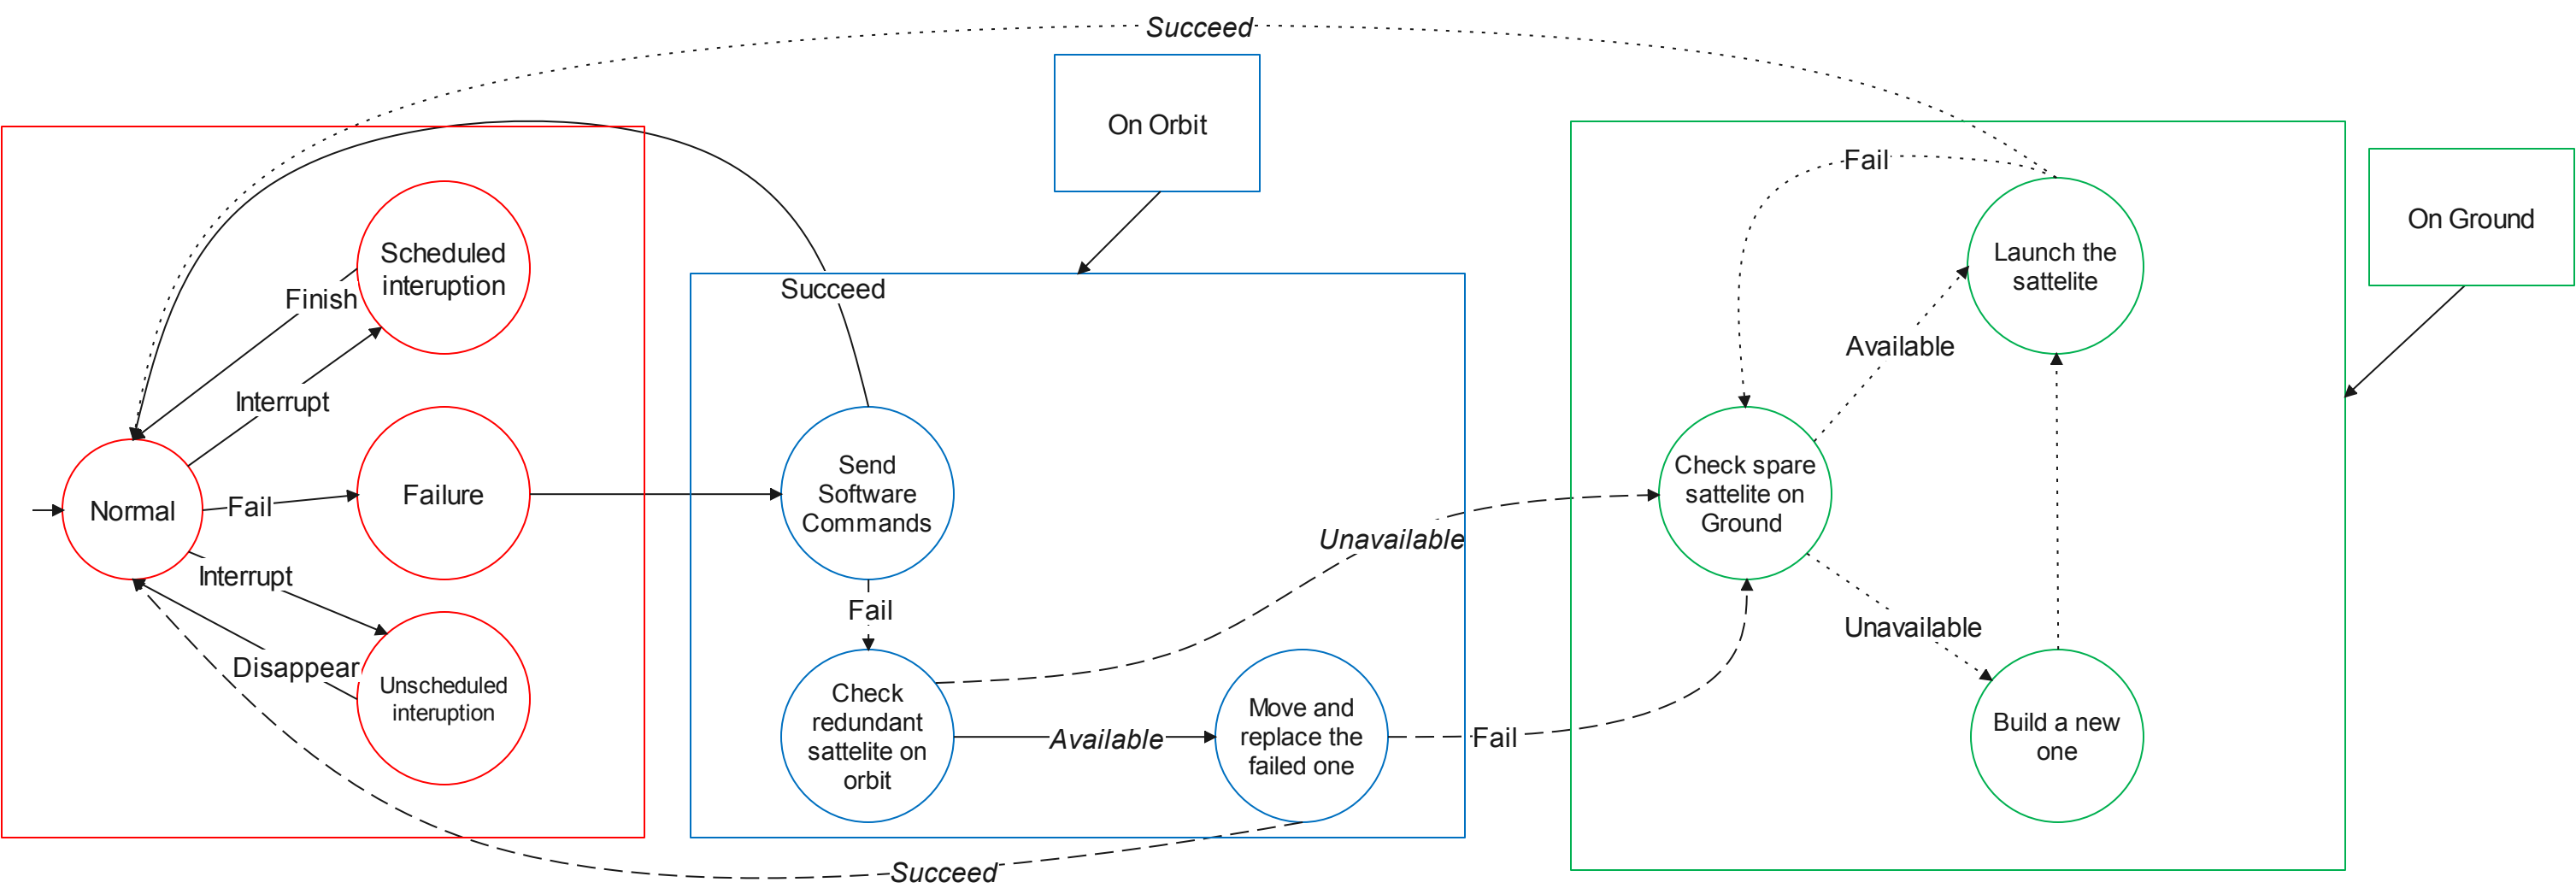 Succeed
On Orbit
Fail
On Ground
Scheduled
interuption
Launch the
sattelite
Finish
Succeed
Available
Interrupt
Normal
Fail
Failure
Send
Software
Commands
Check spare
sattelite on
Ground
Unavailable
Interrupt
Fail
Unavailable
Disappear
Unscheduled
interuption
Check
redundant
sattelite on
orbit
Available
Move and
replace the
failed one
Fail
Build a new
one
Succeed